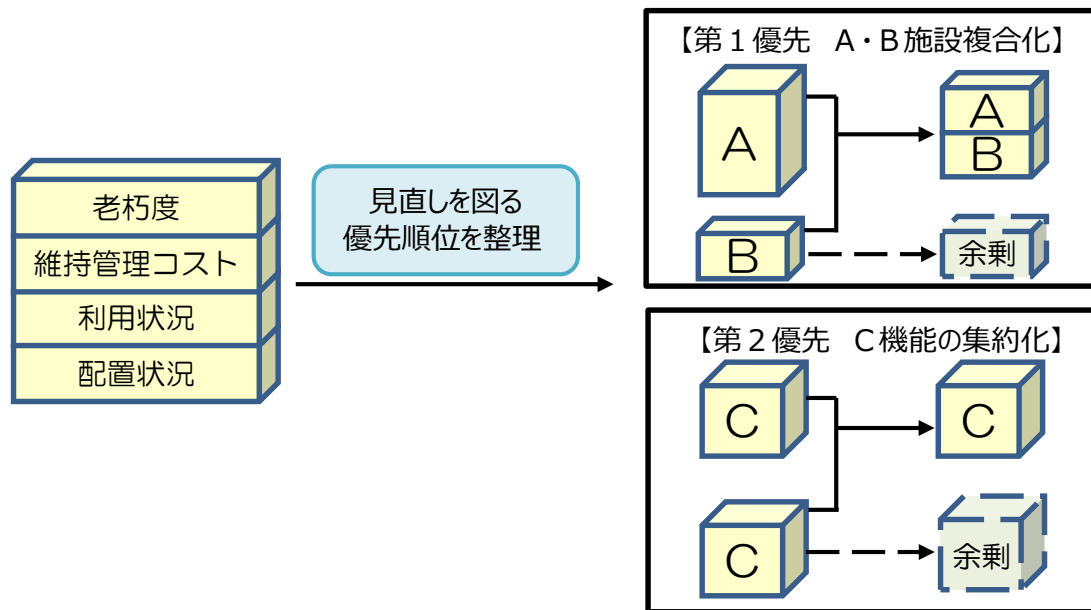 老朽度
維持管理コスト
利用状況
配置状況
見直しを図る
優先順位を整理
【第１優先　A・B施設複合化】
A
B
A
B
余剰
【第２優先　C機能の集約化】
C
C
C
余剰